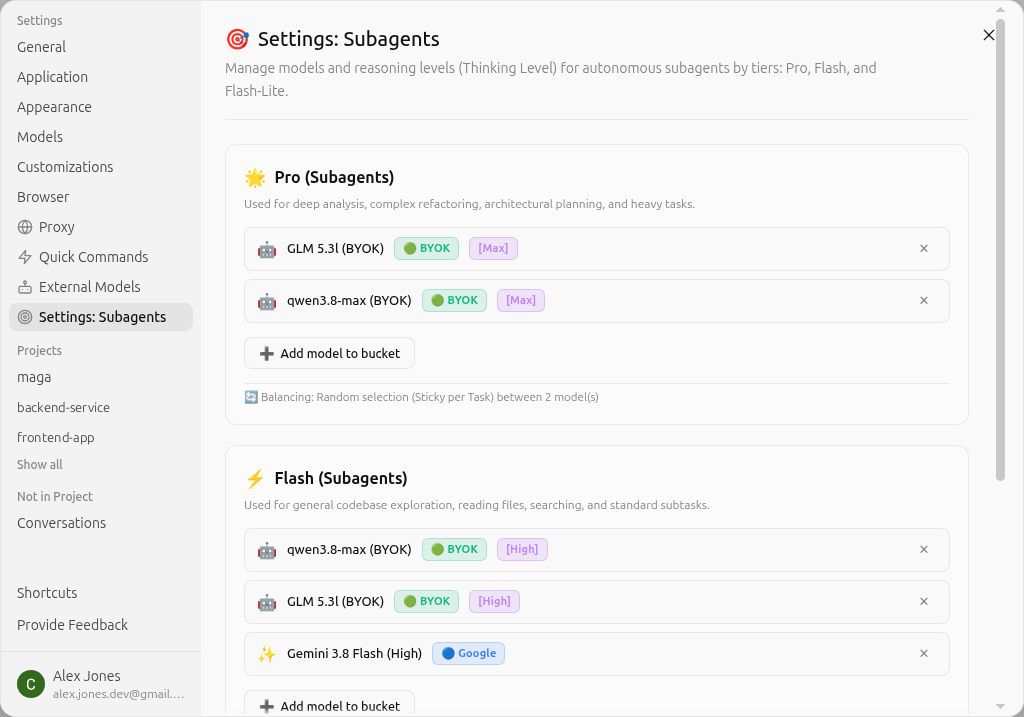 Settings
General
Application
Appearance
Models
Customizations
Browser
Proxy
Quick Commands
External Models
Settings: Subagents
Projects
maga
backend-service
frontend-app
Show all
Not in Project
Conversations
Shortcuts
Provide Feedback
C
Alex Jones
alex.jones.dev@gmail....
Settings: Subagents
Manage models and reasoning levels (Thinking Level) for autonomous subagents by tiers: Pro, Flash, and
Flash-Lite.
Pro (Subagents)
Used for deep analysis, complex refactoring, architectural planning, and heavy tasks.
GLM 5.3l (BYOK) BYOK [Max]
qwen3.8-max (BYOK) BYOK [Max]
Add model to bucket
Balancing: Random selection (Sticky per Task) between 2 model(s)
Flash (Subagents)
Used for general codebase exploration, reading files, searching, and standard subtasks.
qwen3.8-max (BYOK) BYOK [High]
GLM 5.3l (BYOK) BYOK [High]
Gemini 3.8 Flash (High) Google
Add model to bucket